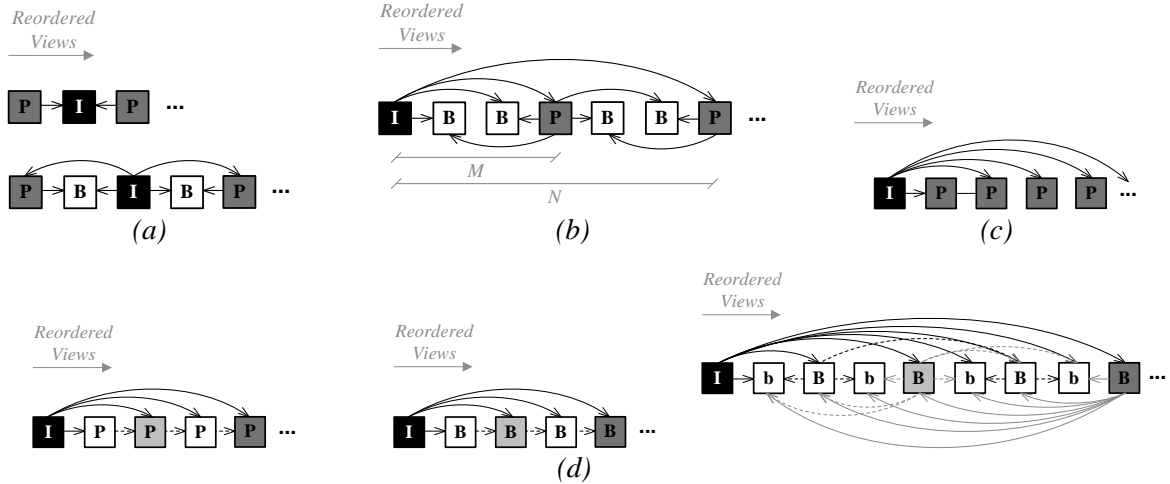 Reordered
Views
P I P ...
P B I B P ...
(a)
Reordered
Views
I B B P B B P ...
M
N
(b)
Reordered
Views
I P P P P ...
(c)
Reordered
Views
I P P P P ...
Reordered
Views
I B B B B ...
Reordered
Views
I b B b B b B b B ...
(d)